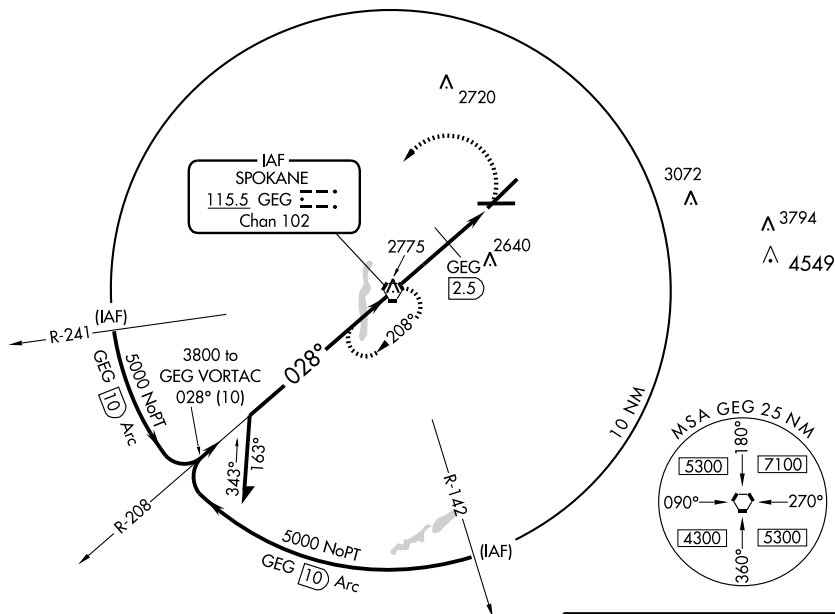 2720
IAF
SPOKANE
115.5 GEG
Chan 102
3072
3794
4549
2775
2640
GEG
2.5
(IAF)
R-241
208°
3800 to
GEG VORTAC
028° (10)
028°
5000 NoPT
GEG 10 Arc
10 NM
343°
163°
R-208
R-142
5000 NoPT
GEG 10 Arc
(IAF)
MSA GEG 25 NM
180°
5300
7100
090°
270°
4300
5300
360°